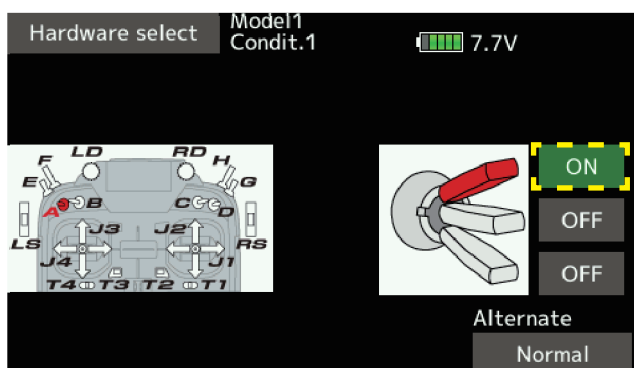 Hardware select
Model1
Condit.1
7.7V
LD RD
F H
E G
A B C D
J3 J2
LS RS
J4 J1
T4 T3 T2 T1
ON
OFF
OFF
Alternate
Normal